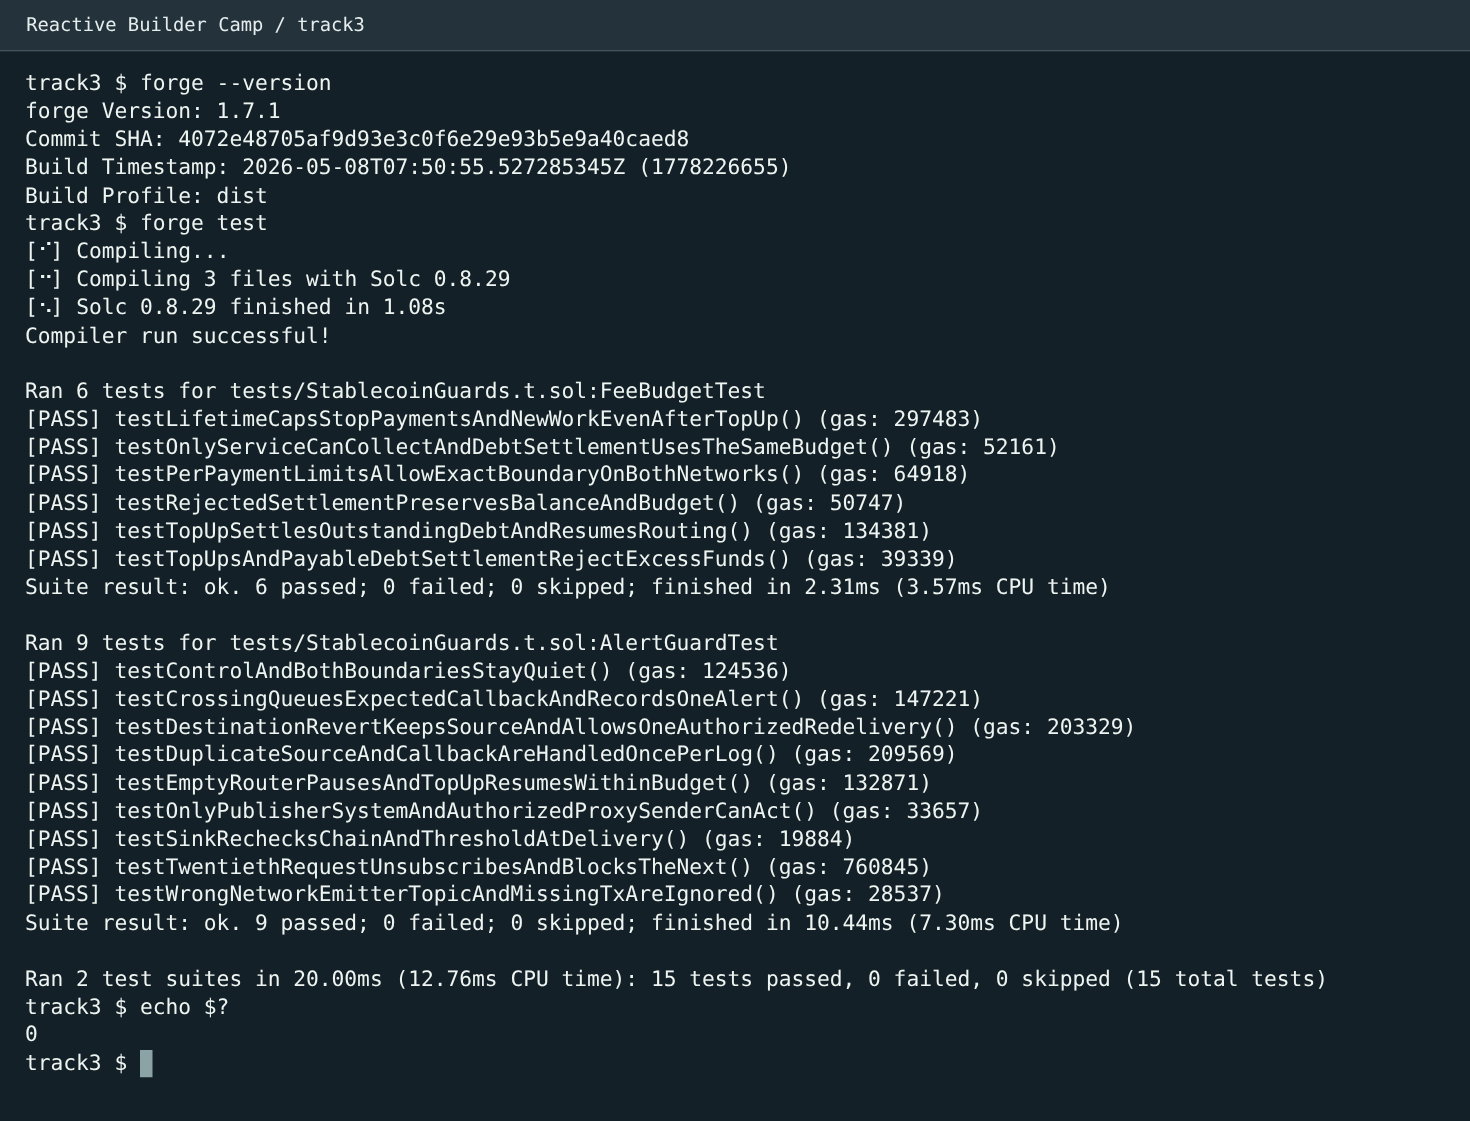 Reactive Builder Camp / track3
track3 $ forge --version
forge Version: 1.7.1
Commit SHA: 4072e48705af9d93e3c0f6e29e93b5e9a40caed8
Build Timestamp: 2026-05-08T07:50:55.527285345Z (1778226655)
Build Profile: dist
track3 $ forge test
[⠊] Compiling...
[⠒] Compiling 3 files with Solc 0.8.29
[⠢] Solc 0.8.29 finished in 1.08s
Compiler run successful!

Ran 6 tests for tests/StablecoinGuards.t.sol:FeeBudgetTest
[PASS] testLifetimeCapsStopPaymentsAndNewWorkEvenAfterTopUp() (gas: 297483)
[PASS] testOnlyServiceCanCollectAndDebtSettlementUsesTheSameBudget() (gas: 52161)
[PASS] testPerPaymentLimitsAllowExactBoundaryOnBothNetworks() (gas: 64918)
[PASS] testRejectedSettlementPreservesBalanceAndBudget() (gas: 50747)
[PASS] testTopUpSettlesOutstandingDebtAndResumesRouting() (gas: 134381)
[PASS] testTopUpsAndPayableDebtSettlementRejectExcessFunds() (gas: 39339)
Suite result: ok. 6 passed; 0 failed; 0 skipped; finished in 2.31ms (3.57ms CPU time)

Ran 9 tests for tests/StablecoinGuards.t.sol:AlertGuardTest
[PASS] testControlAndBothBoundariesStayQuiet() (gas: 124536)
[PASS] testCrossingQueuesExpectedCallbackAndRecordsOneAlert() (gas: 147221)
[PASS] testDestinationRevertKeepsSourceAndAllowsOneAuthorizedRedelivery() (gas: 203329)
[PASS] testDuplicateSourceAndCallbackAreHandledOncePerLog() (gas: 209569)
[PASS] testEmptyRouterPausesAndTopUpResumesWithinBudget() (gas: 132871)
[PASS] testOnlyPublisherSystemAndAuthorizedProxySenderCanAct() (gas: 33657)
[PASS] testSinkRechecksChainAndThresholdAtDelivery() (gas: 19884)
[PASS] testTwentiethRequestUnsubscribesAndBlocksTheNext() (gas: 760845)
[PASS] testWrongNetworkEmitterTopicAndMissingTxAreIgnored() (gas: 28537)
Suite result: ok. 9 passed; 0 failed; 0 skipped; finished in 10.44ms (7.30ms CPU time)

Ran 2 test suites in 20.00ms (12.76ms CPU time): 15 tests passed, 0 failed, 0 skipped (15 total tests)
track3 $ echo $?
0
track3 $